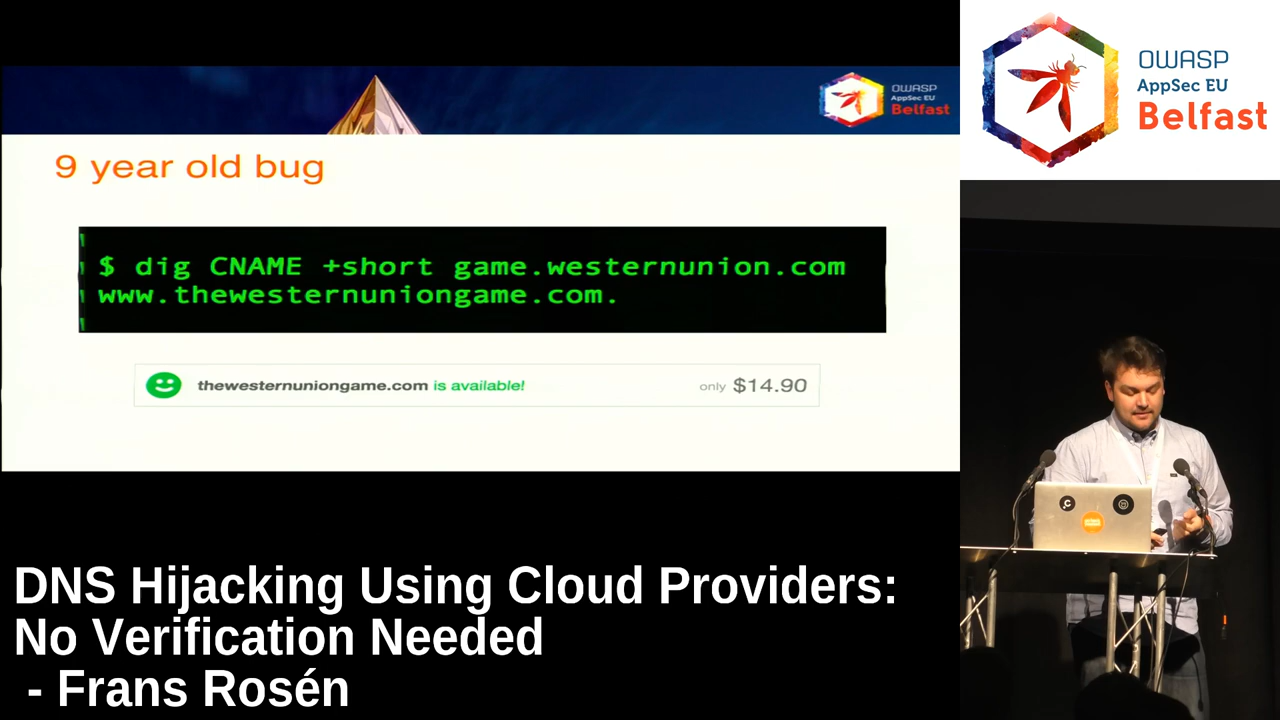 OWASP
AppSec EU
Belfast
9 year old bug
$ dig CNAME +short game.westernunion.com
www.thewesternuniongame.com.
thewesternuniongame.com is available! only $14.90
OWASP
AppSec EU
Belfast
DNS Hijacking Using Cloud Providers:
No Verification Needed
- Frans Rosén